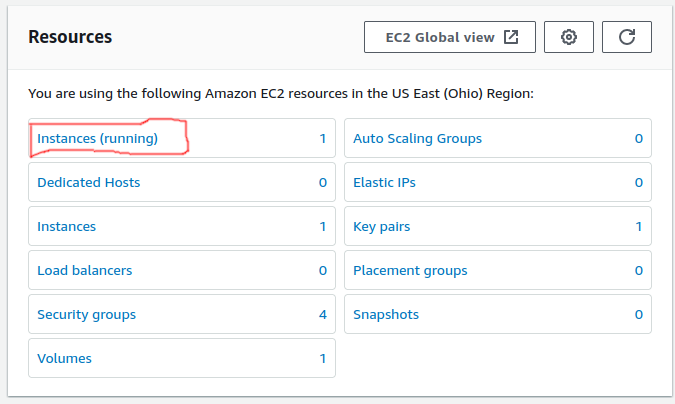 Resources
EC2 Global view
You are using the following Amazon EC2 resources in the US East (Ohio) Region:
Instances (running) 1
Auto Scaling Groups 0
Dedicated Hosts 0
Elastic IPs 0
Instances 1
Key pairs 1
Load balancers 0
Placement groups 0
Security groups 4
Snapshots 0
Volumes 1